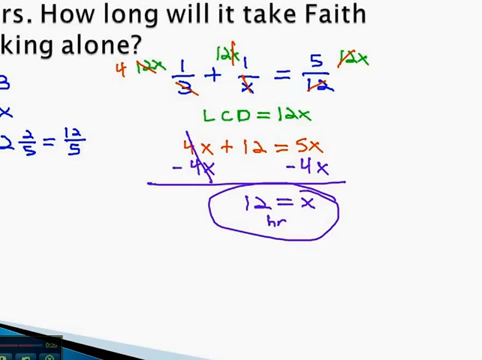 rs. How long will it take Faith
king alone?
4 12x 1/3 + 12x 1/x = 5/12 12x
3
x
LCD = 12x
2 2/5 = 12/5
4x + 12 = 5x
- 4x - 4x
12 = x
hr